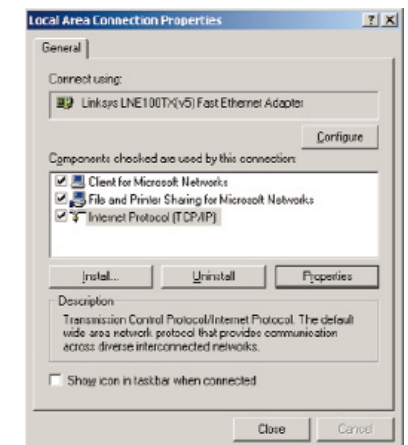 Local Area Connection Properties
General
Connect using:
Linksys LNE100TX(v5) Fast Ethernet Adapter
Configure
Components checked are used by this connection:
Client for Microsoft Networks
File and Printer Sharing for Microsoft Networks
Internet Protocol (TCP/IP)
Install...
Uninstall
Properties
Description
Transmission Control Protocol/Internet Protocol. The default
wide area network protocol that provides communication
across diverse interconnected networks.
Show icon in taskbar when connected
Close
Cancel